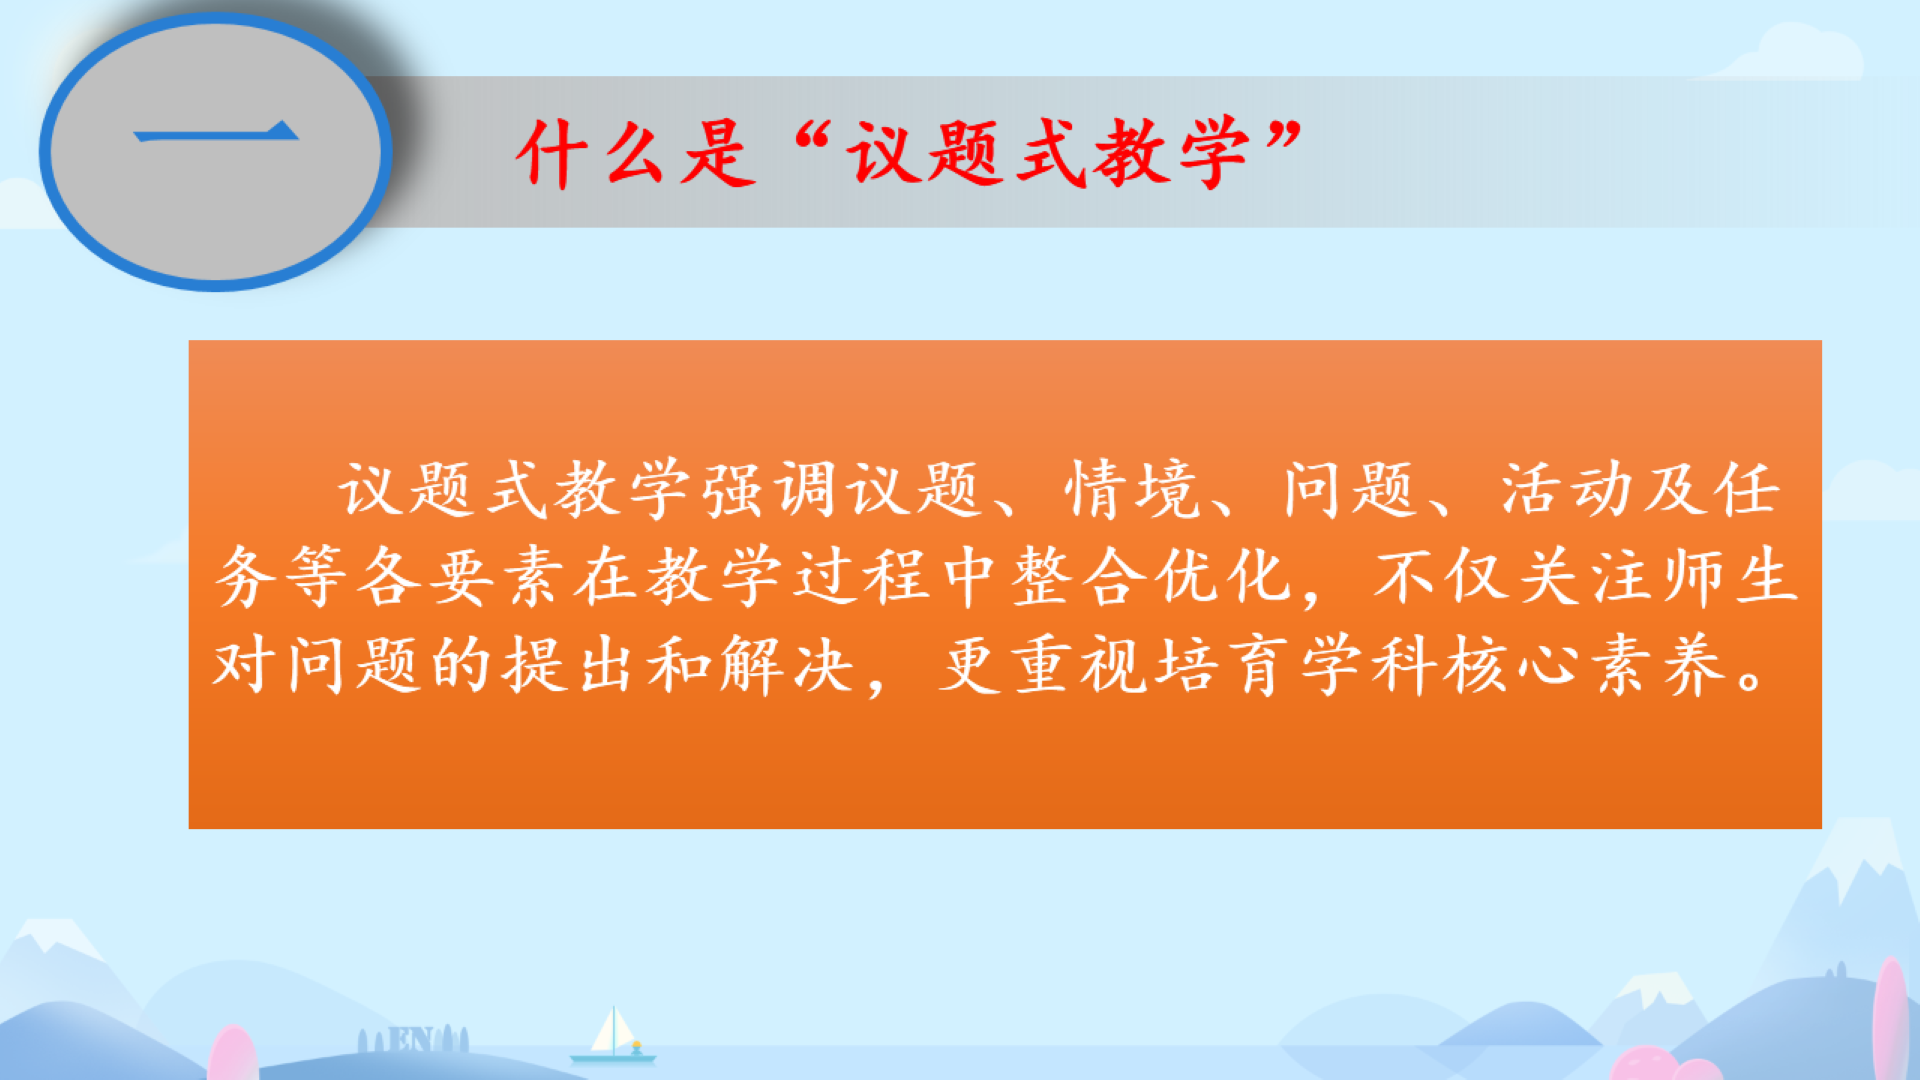 一
什么是“议题式教学”
议题式教学强调议题、情境、问题、活动及任
务等各要素在教学过程中整合优化，不仅关注师生
对问题的提出和解决，更重视培育学科核心素养。
EN